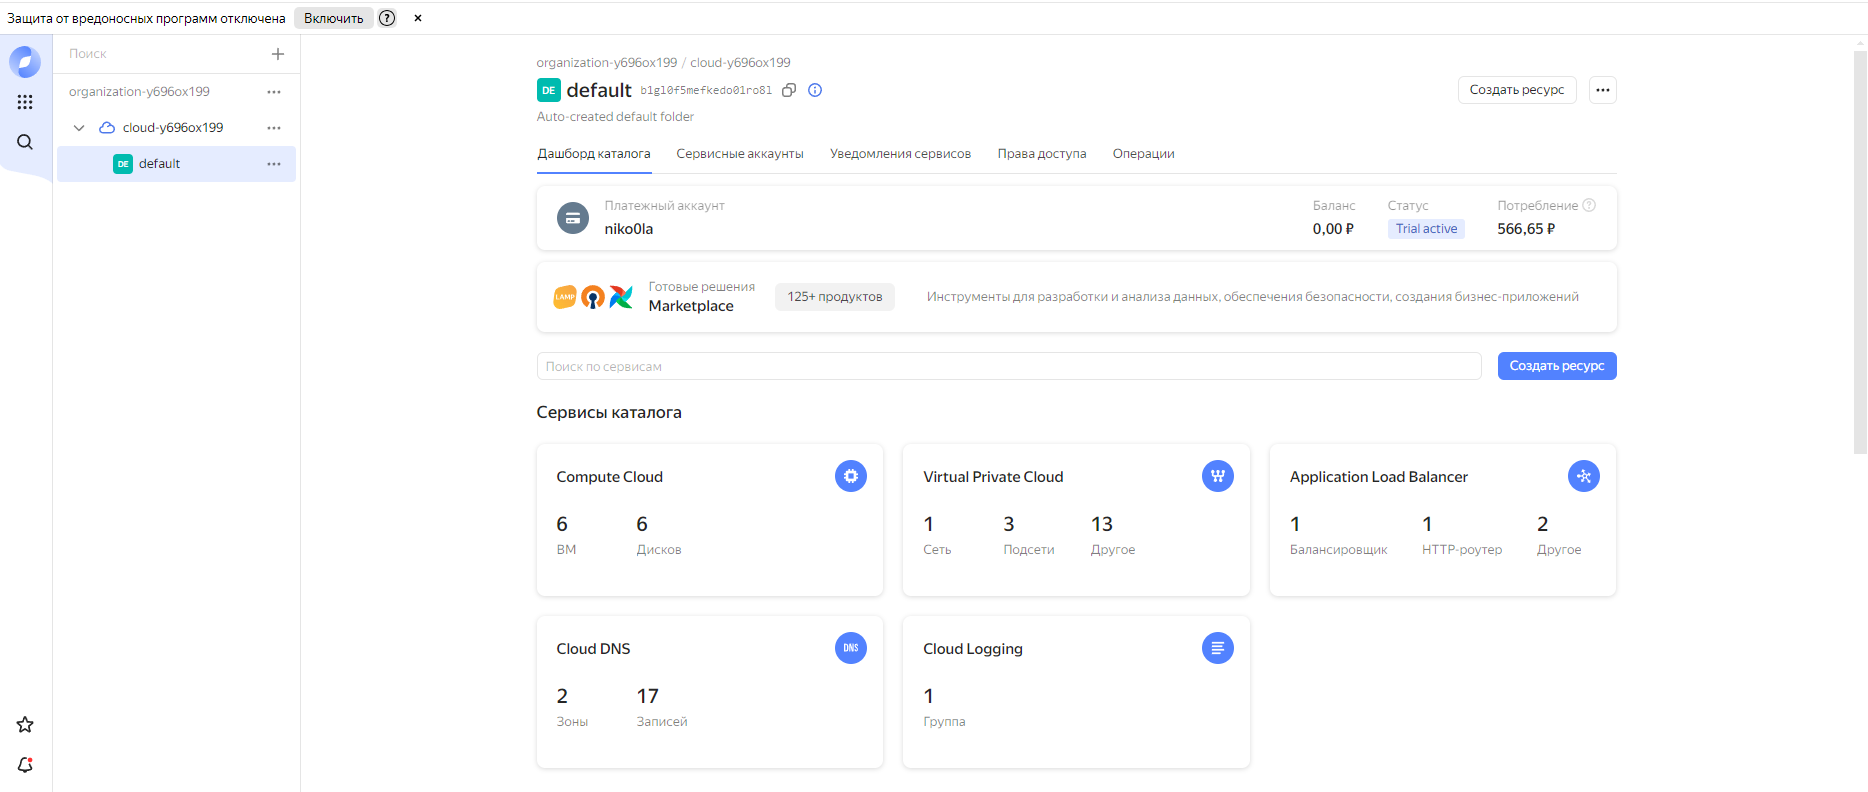 Защита от вредоносных программ отключена Включить ? ×
Поиск
organization-y696ox199
cloud-y696ox199
DE default
organization-y696ox199 / cloud-y696ox199
DE default b1gl0f5mefkedo01ro8l
Создать ресурс
Auto-created default folder
Дашборд каталога Сервисные аккаунты Уведомления сервисов Права доступа Операции
Платежный аккаунт
niko0la
Баланс
0,00 ₽
Статус
Trial active
Потребление ?
566,65 ₽
LAMP
Готовые решения
Marketplace
125+ продуктов
Инструменты для разработки и анализа данных, обеспечения безопасности, создания бизнес-приложений
Поиск по сервисам
Создать ресурс
Сервисы каталога
Compute Cloud
6 6
ВМ Дисков
Virtual Private Cloud
1 3 13
Сеть Подсети Другое
Application Load Balancer
1 1 2
Балансировщик HTTP-роутер Другое
Cloud DNS
DNS
2 17
Зоны Записей
Cloud Logging
1
Группа